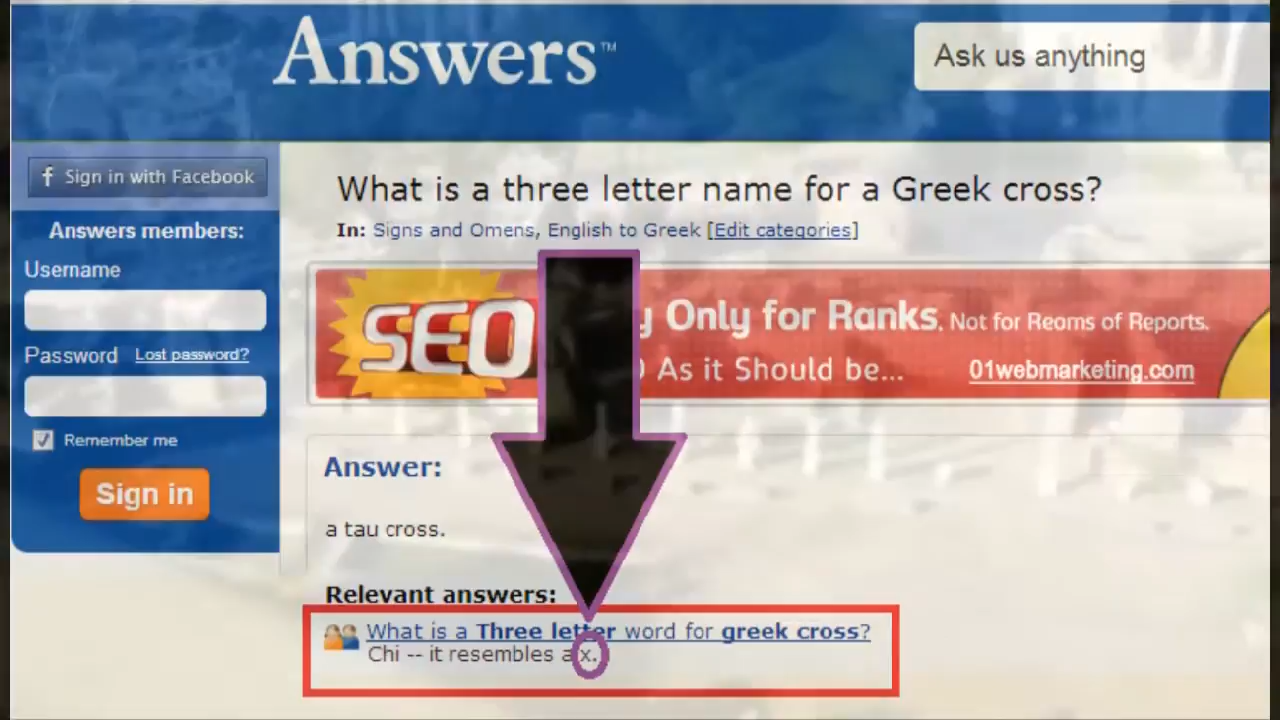 Answers™
Ask us anything
f Sign in with Facebook
Answers members:
Username
Password Lost password?
Remember me
Sign in
What is a three letter name for a Greek cross?
In: Signs and Omens, English to Greek [Edit categories]
SEO
y Only for Ranks. Not for Reoms of Reports.
As it Should be... 01webmarketing.com
Answer:
a tau cross.
Relevant answers:
What is a Three letter word for greek cross?
Chi -- it resembles a x.